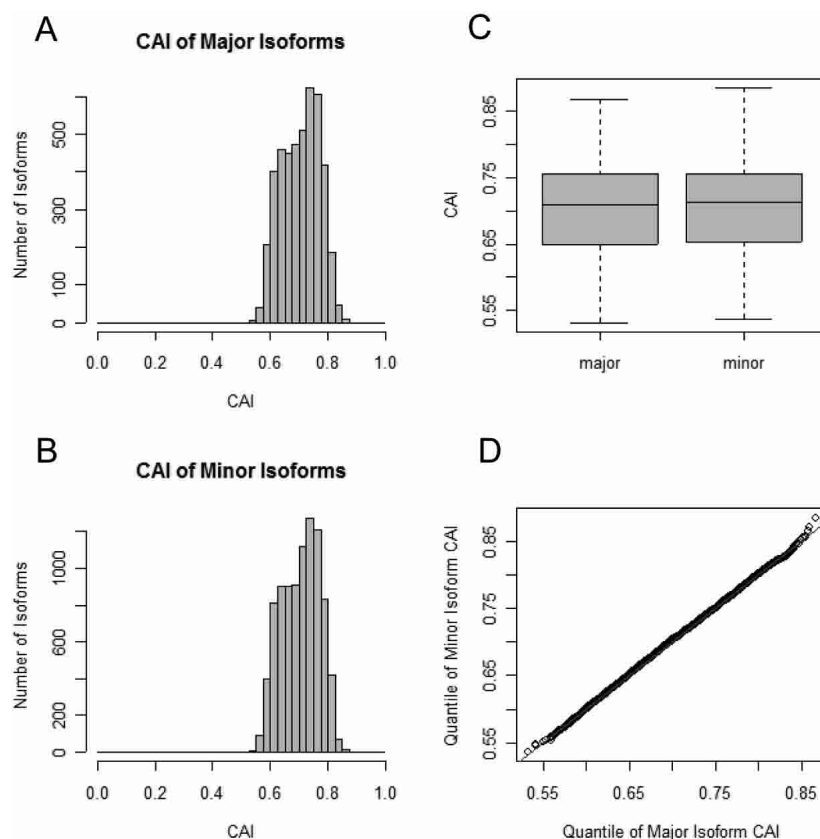 A
CAI of Major Isoforms
Number of Isoforms
100
300
500
0
0.0 0.2 0.4 0.6 0.8 1.0
CAI
B
CAI of Minor Isoforms
Number of Isoforms
1000
600
200
0
0.0 0.2 0.4 0.6 0.8 1.0
CAI
C
CAI
0.85
0.75
0.65
0.55
major minor
D
Quantile of Minor Isoform CAI
0.85
0.75
0.65
0.55
0.55 0.65 0.75 0.85
Quantile of Major Isoform CAI